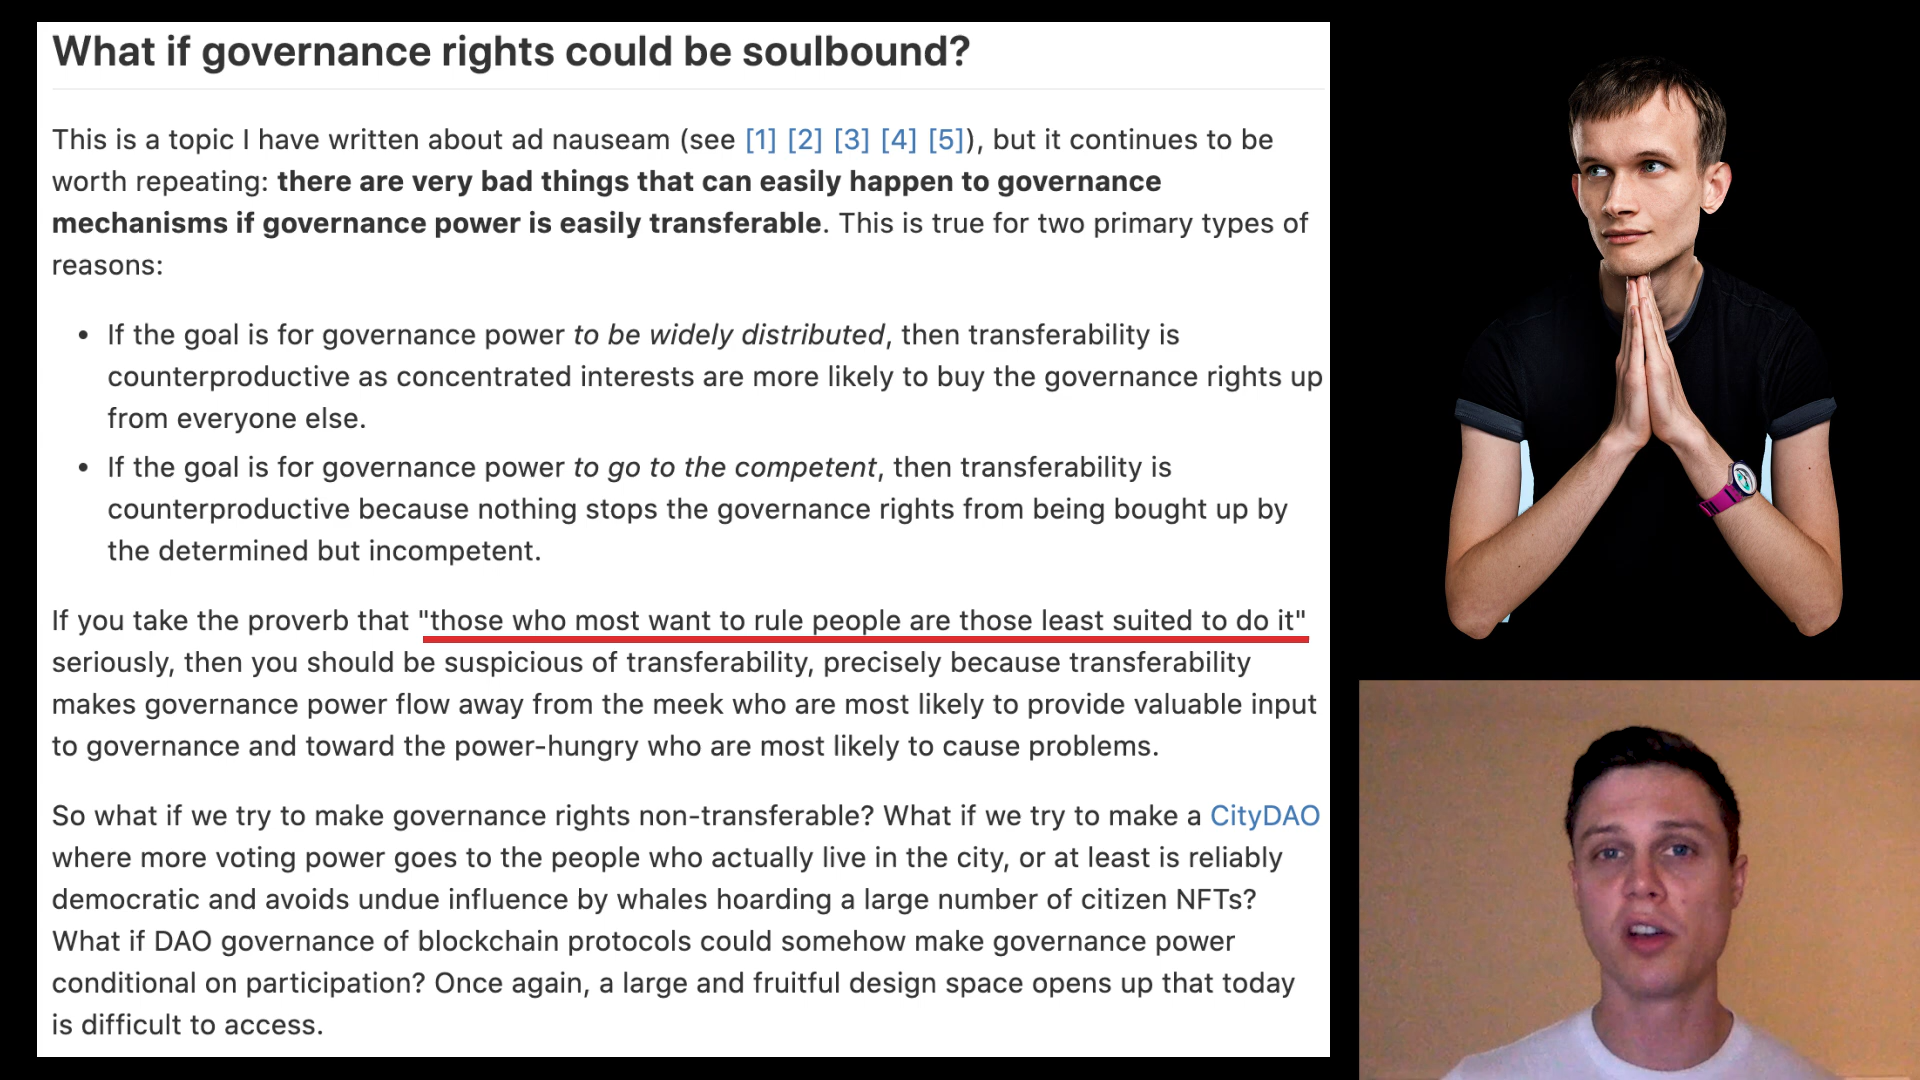 What if governance rights could be soulbound?
This is a topic I have written about ad nauseam (see [1] [2] [3] [4] [5]), but it continues to be
worth repeating: there are very bad things that can easily happen to governance
mechanisms if governance power is easily transferable. This is true for two primary types of
reasons:
• If the goal is for governance power to be widely distributed, then transferability is
counterproductive as concentrated interests are more likely to buy the governance rights up
from everyone else.
• If the goal is for governance power to go to the competent, then transferability is
counterproductive because nothing stops the governance rights from being bought up by
the determined but incompetent.
If you take the proverb that "those who most want to rule people are those least suited to do it"
seriously, then you should be suspicious of transferability, precisely because transferability
makes governance power flow away from the meek who are most likely to provide valuable input
to governance and toward the power-hungry who are most likely to cause problems.
So what if we try to make governance rights non-transferable? What if we try to make a CityDAO
where more voting power goes to the people who actually live in the city, or at least is reliably
democratic and avoids undue influence by whales hoarding a large number of citizen NFTs?
What if DAO governance of blockchain protocols could somehow make governance power
conditional on participation? Once again, a large and fruitful design space opens up that today
is difficult to access.